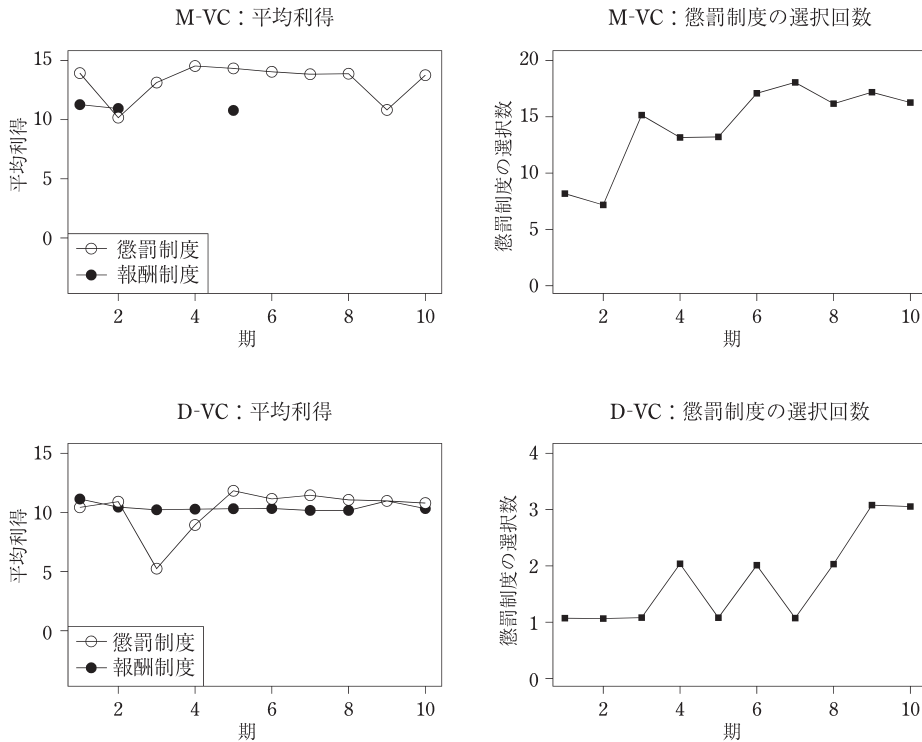 M-VC：平均利得
15
10
5
0
平均利得
懲罰制度
報酬制度
2 4 6 8 10
期
M-VC：懲罰制度の選択回数
20
15
10
5
0
懲罰制度の選択数
2 4 6 8 10
期
D-VC：平均利得
15
10
5
0
平均利得
懲罰制度
報酬制度
2 4 6 8 10
期
D-VC：懲罰制度の選択回数
4
3
2
1
0
懲罰制度の選択数
2 4 6 8 10
期